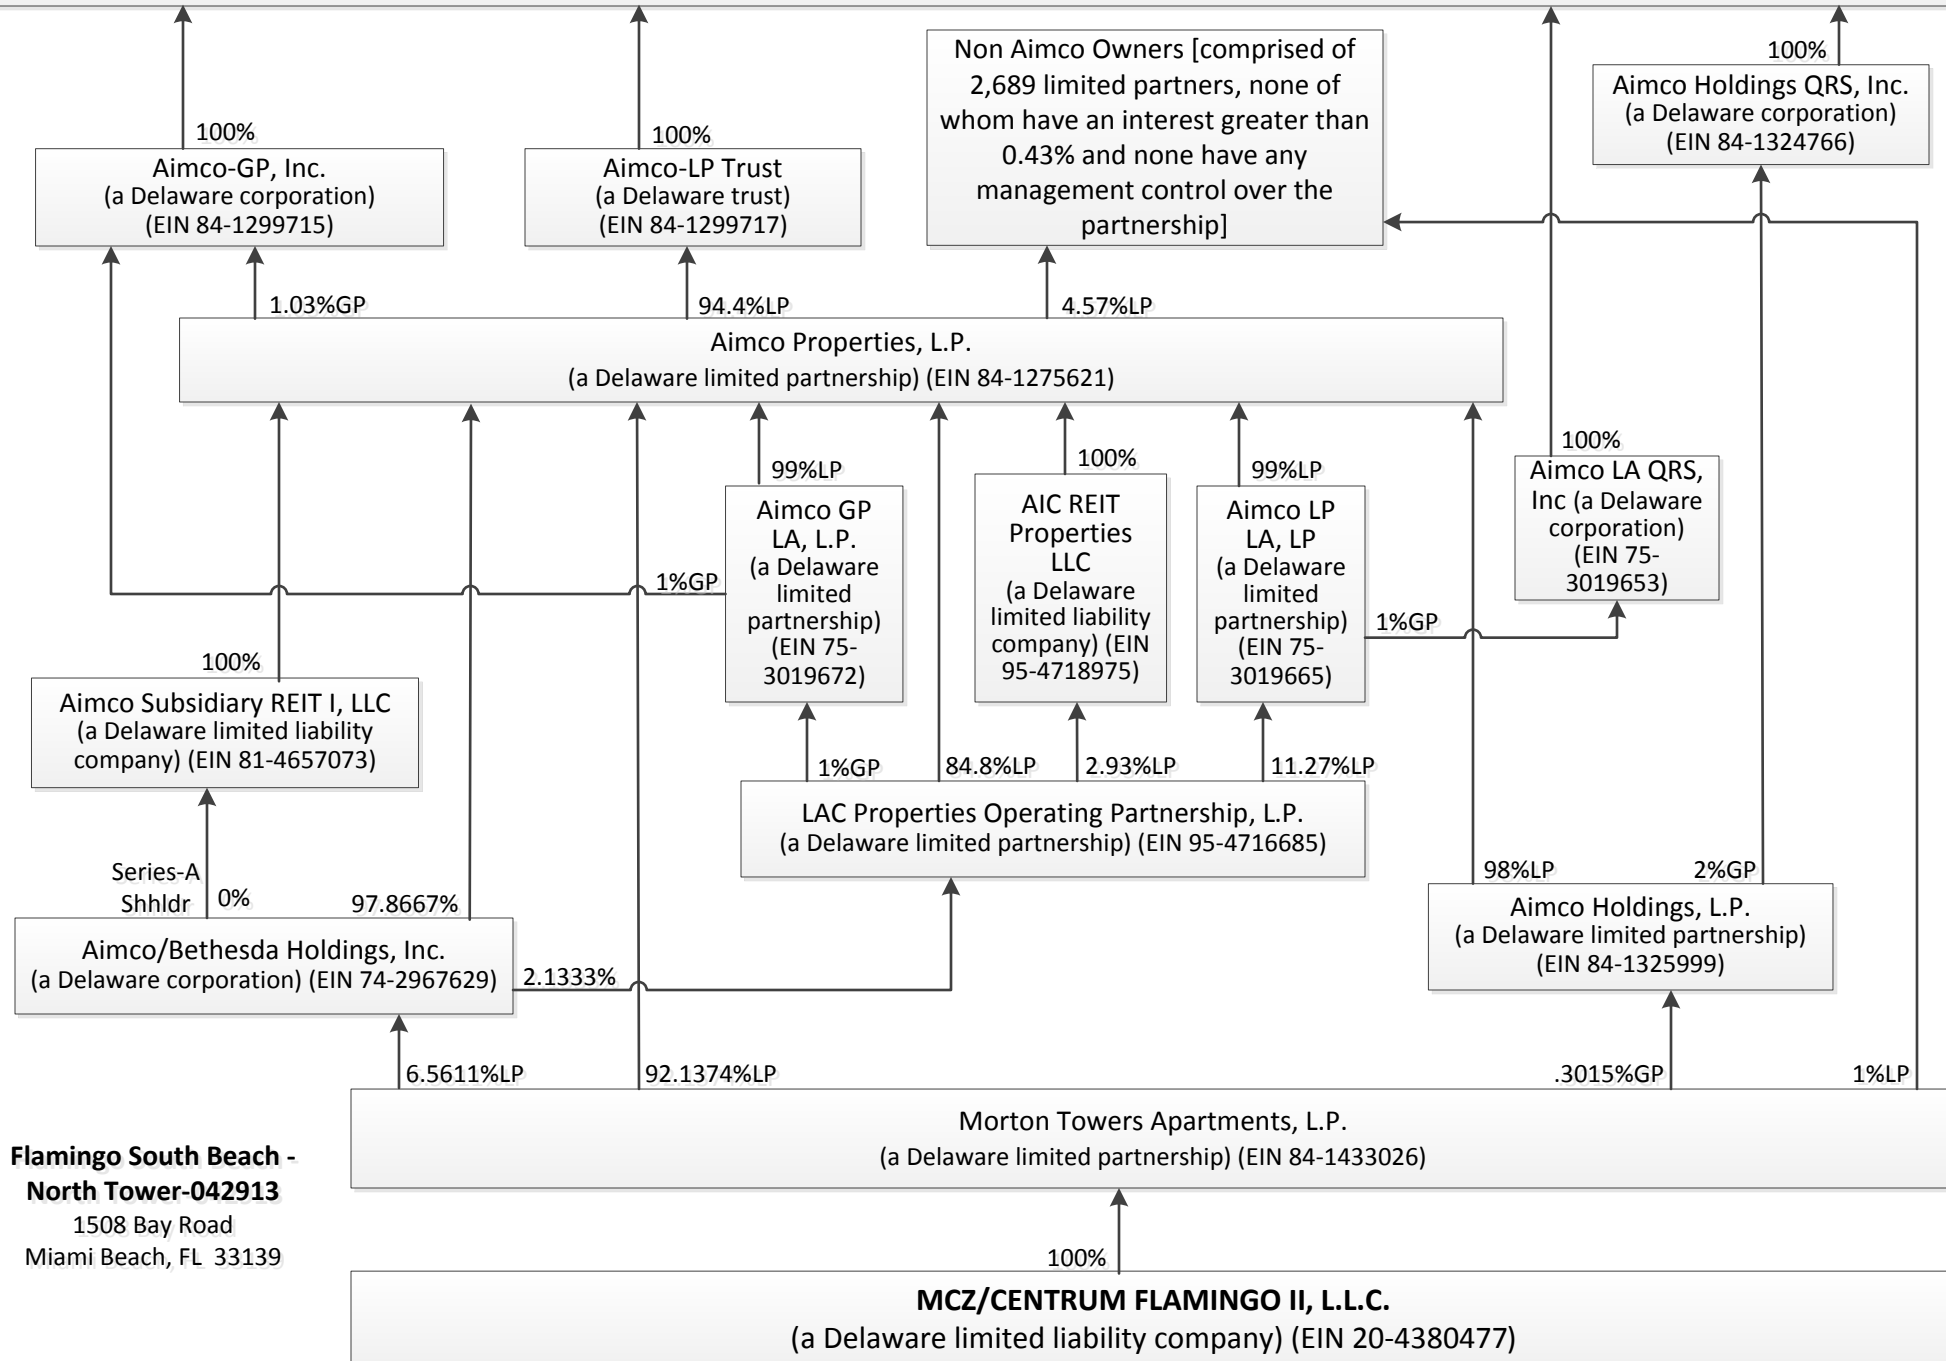 100%
Aimco-GP, Inc.
(a Delaware corporation)
(EIN 84-1299715)
100%
Aimco-LP Trust
(a Delaware trust)
(EIN 84-1299717)
Non Aimco Owners [comprised of
2,689 limited partners, none of
whom have an interest greater than
0.43% and none have any
management control over the
partnership]
100%
Aimco Holdings QRS, Inc.
(a Delaware corporation)
(EIN 84-1324766)
1.03%GP
94.4%LP
4.57%LP
Aimco Properties, L.P.
(a Delaware limited partnership) (EIN 84-1275621)
99%LP
Aimco GP
LA, L.P.
(a Delaware
limited
partnership)
(EIN 75-
3019672)
1%GP
100%
AIC REIT
Properties
LLC
(a Delaware
limited liability
company) (EIN
95-4718975)
99%LP
Aimco LP
LA, LP
(a Delaware
limited
partnership)
(EIN 75-
3019665)
1%GP
100%
Aimco LA QRS,
Inc (a Delaware
corporation)
(EIN 75-
3019653)
100%
Aimco Subsidiary REIT I, LLC
(a Delaware limited liability
company) (EIN 81-4657073)
1%GP
84.8%LP
2.93%LP
11.27%LP
LAC Properties Operating Partnership, L.P.
(a Delaware limited partnership) (EIN 95-4716685)
Series-A
Shhldr
0%
97.8667%
Aimco/Bethesda Holdings, Inc.
(a Delaware corporation) (EIN 74-2967629)
2.1333%
98%LP
2%GP
Aimco Holdings, L.P.
(a Delaware limited partnership)
(EIN 84-1325999)
6.5611%LP
92.1374%LP
.3015%GP
1%LP
Morton Towers Apartments, L.P.
(a Delaware limited partnership) (EIN 84-1433026)
Flamingo South Beach -
North Tower-042913
1508 Bay Road
Miami Beach, FL  33139
100%
MCZ/CENTRUM FLAMINGO II, L.L.C.
(a Delaware limited liability company) (EIN 20-4380477)